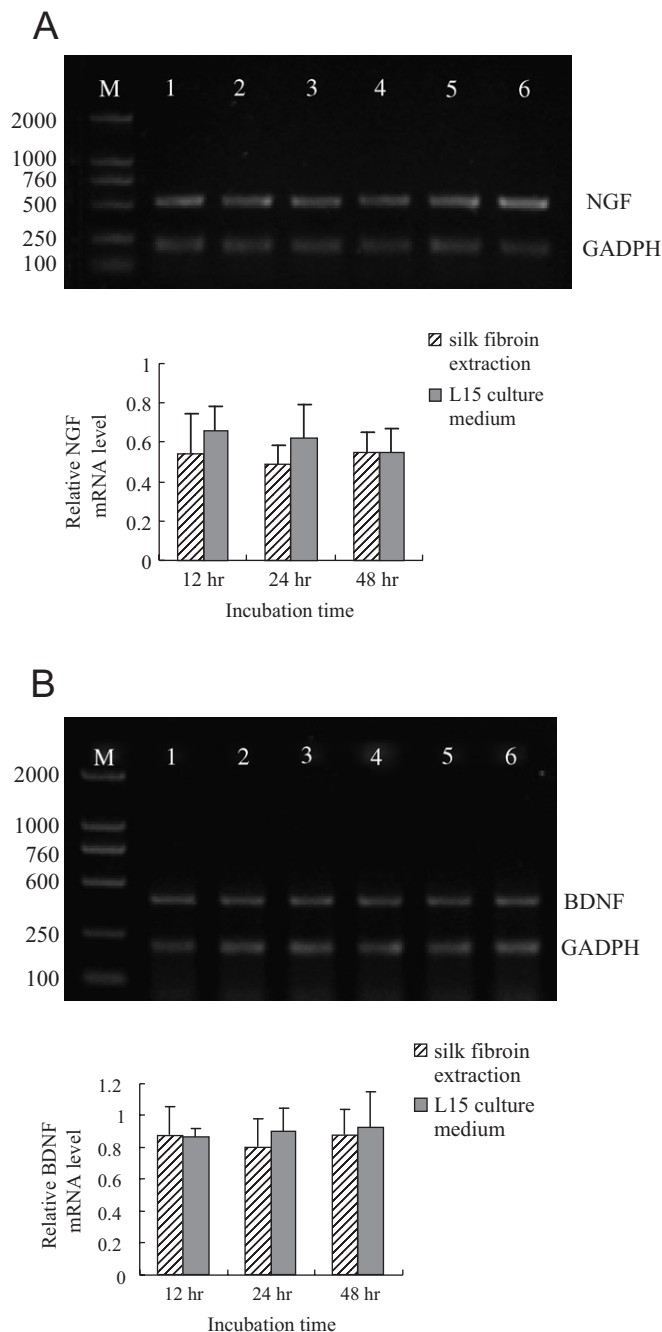 A
M 1 2 3 4 5 6
2000
1000
760
500
250
100
NGF
GADPH
silk fibroin
extraction
L15 culture
medium
Relative NGF
mRNA level
1
0.8
0.6
0.4
0.2
0
12 hr 24 hr 48 hr
Incubation time
B
M 1 2 3 4 5 6
2000
1000
760
600
250
100
BDNF
GADPH
silk fibroin
extraction
L15 culture
medium
Relative BDNF
mRNA level
1.2
1
0.8
0.6
0.4
0.2
0
12 hr 24 hr 48 hr
Incubation time